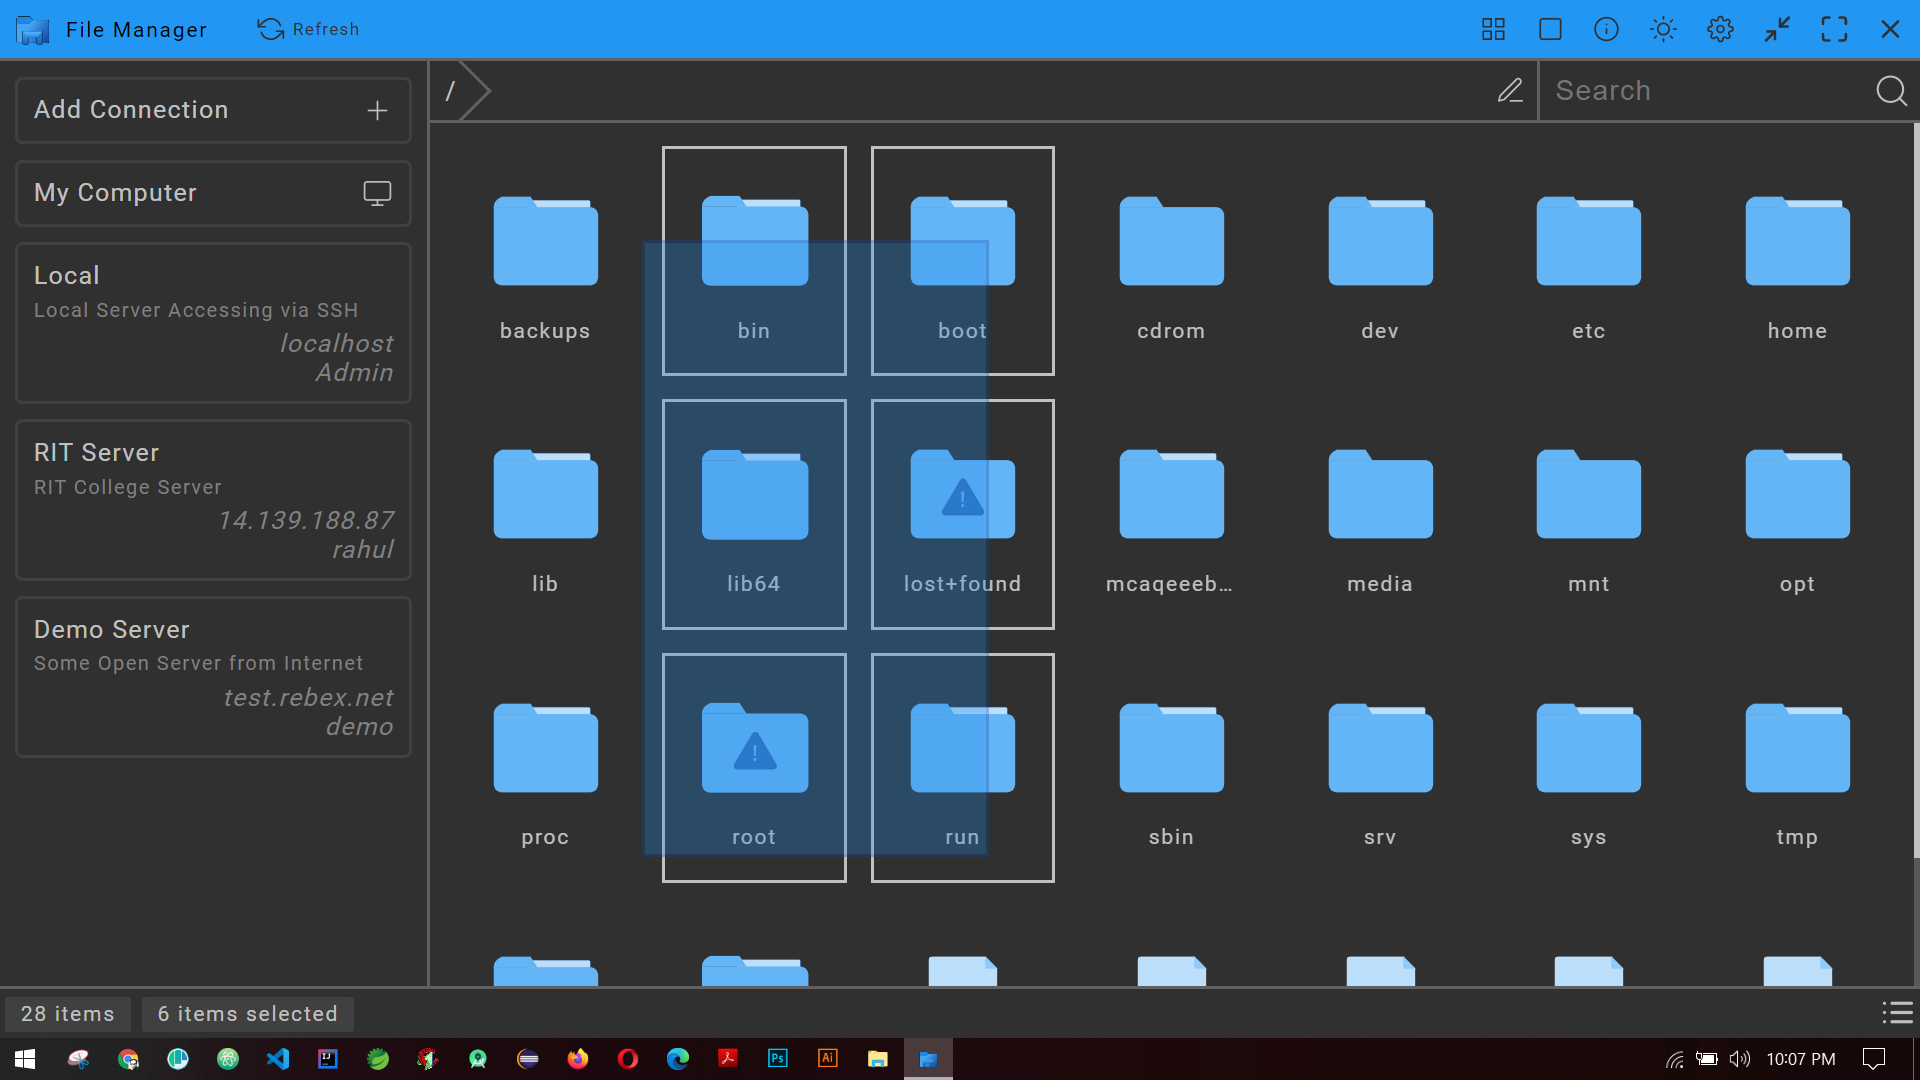 File Manager
Refresh
Add Connection
My Computer
Local
Local Server Accessing via SSH
localhost
Admin
RIT Server
RIT College Server
14.139.188.87
rahul
Demo Server
Some Open Server from Internet
test.rebex.net
demo
/
Search
backups bin boot cdrom dev etc home
lib lib64 lost+found mcaqeeeb... media mnt opt
proc root run sbin srv sys tmp
28 items 6 items selected
IJ Ps Ai 10:07 PM